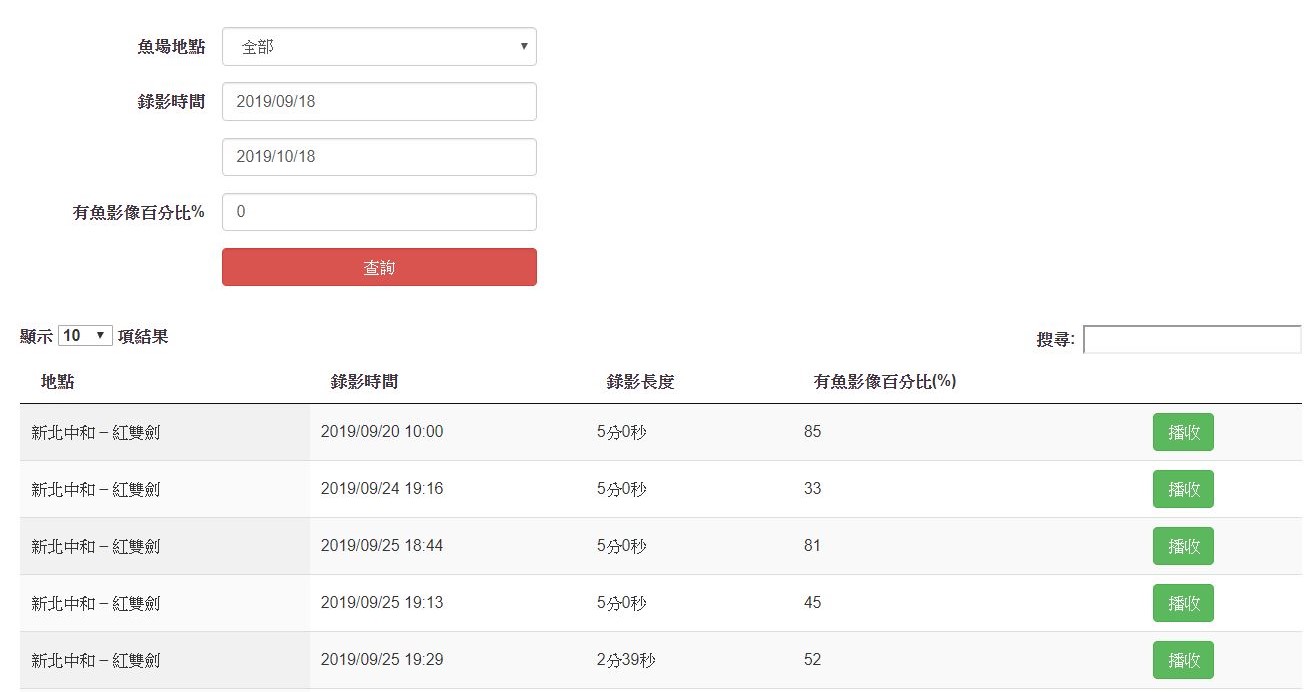 魚場地點 全部
錄影時間 2019/09/18
2019/10/18
有魚影像百分比% 0
查詢
顯示 10 項結果 搜尋:
地點 錄影時間 錄影長度 有魚影像百分比(%)
新北中和 – 紅雙劍 2019/09/20 10:00 5分0秒 85 播收
新北中和 – 紅雙劍 2019/09/24 19:16 5分0秒 33 播收
新北中和 – 紅雙劍 2019/09/25 18:44 5分0秒 81 播收
新北中和 – 紅雙劍 2019/09/25 19:13 5分0秒 45 播收
新北中和 – 紅雙劍 2019/09/25 19:29 2分39秒 52 播收